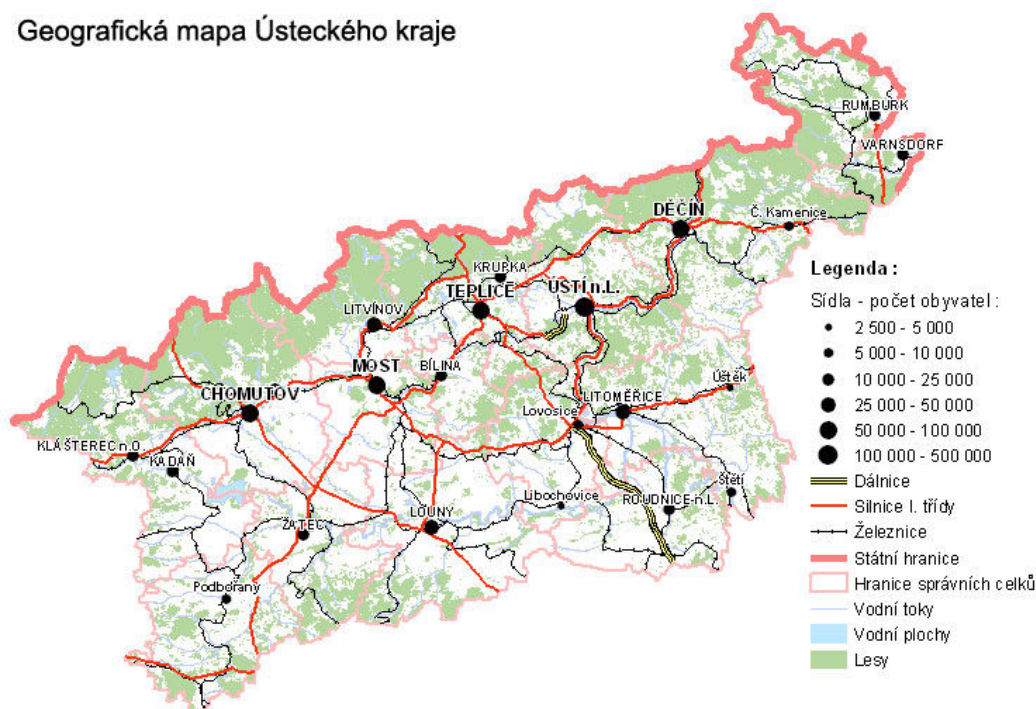 Geografická mapa Ústeckého kraje
RUMBURK
VARNSDORF
DĚČÍN
Č. Kamenice
KRUPKA
TEPLICE
ÚSTÍ n.L.
LITVÍNOV
MOST
BÍLINA
CHOMUTOV
Úštěk
LITOMĚŘICE
Lovosice
KLÁŠTEREC n.O.
KADAŇ
Štětí
Libochovice
ROUDNICE n.L.
LOUNY
ŽATEC
Podbořany
Legenda :
Sídla - počet obyvatel :
2 500 - 5 000
5 000 - 10 000
10 000 - 25 000
25 000 - 50 000
50 000 - 100 000
100 000 - 500 000
Dálnice
Silnice I. třídy
Železnice
Státní hranice
Hranice správních celků
Vodní toky
Vodní plochy
Lesy